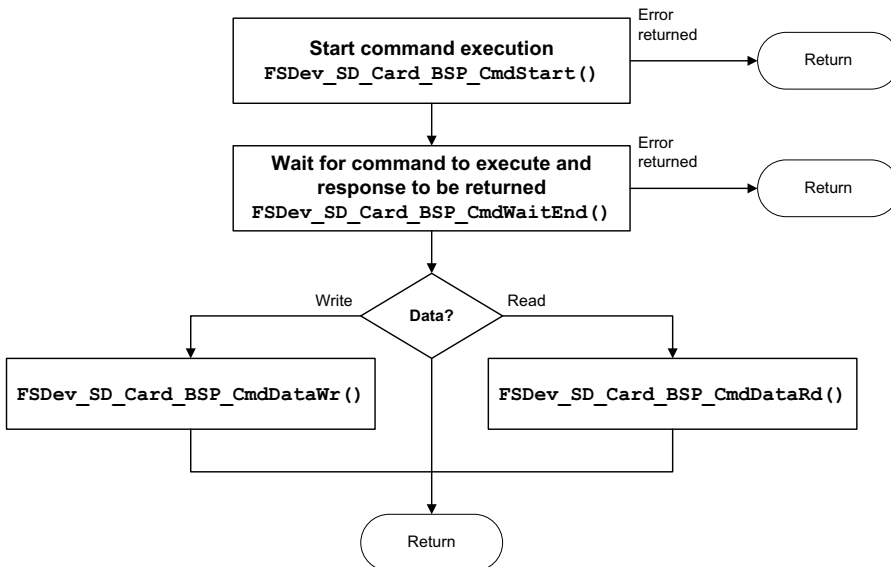 Start command execution
FSDev_SD_Card_BSP_CmdStart()
Error
returned
Return
Wait for command to execute and
response to be returned
FSDev_SD_Card_BSP_CmdWaitEnd()
Error
returned
Return
Write
Data?
Read
FSDev_SD_Card_BSP_CmdDataWr()
FSDev_SD_Card_BSP_CmdDataRd()
Return